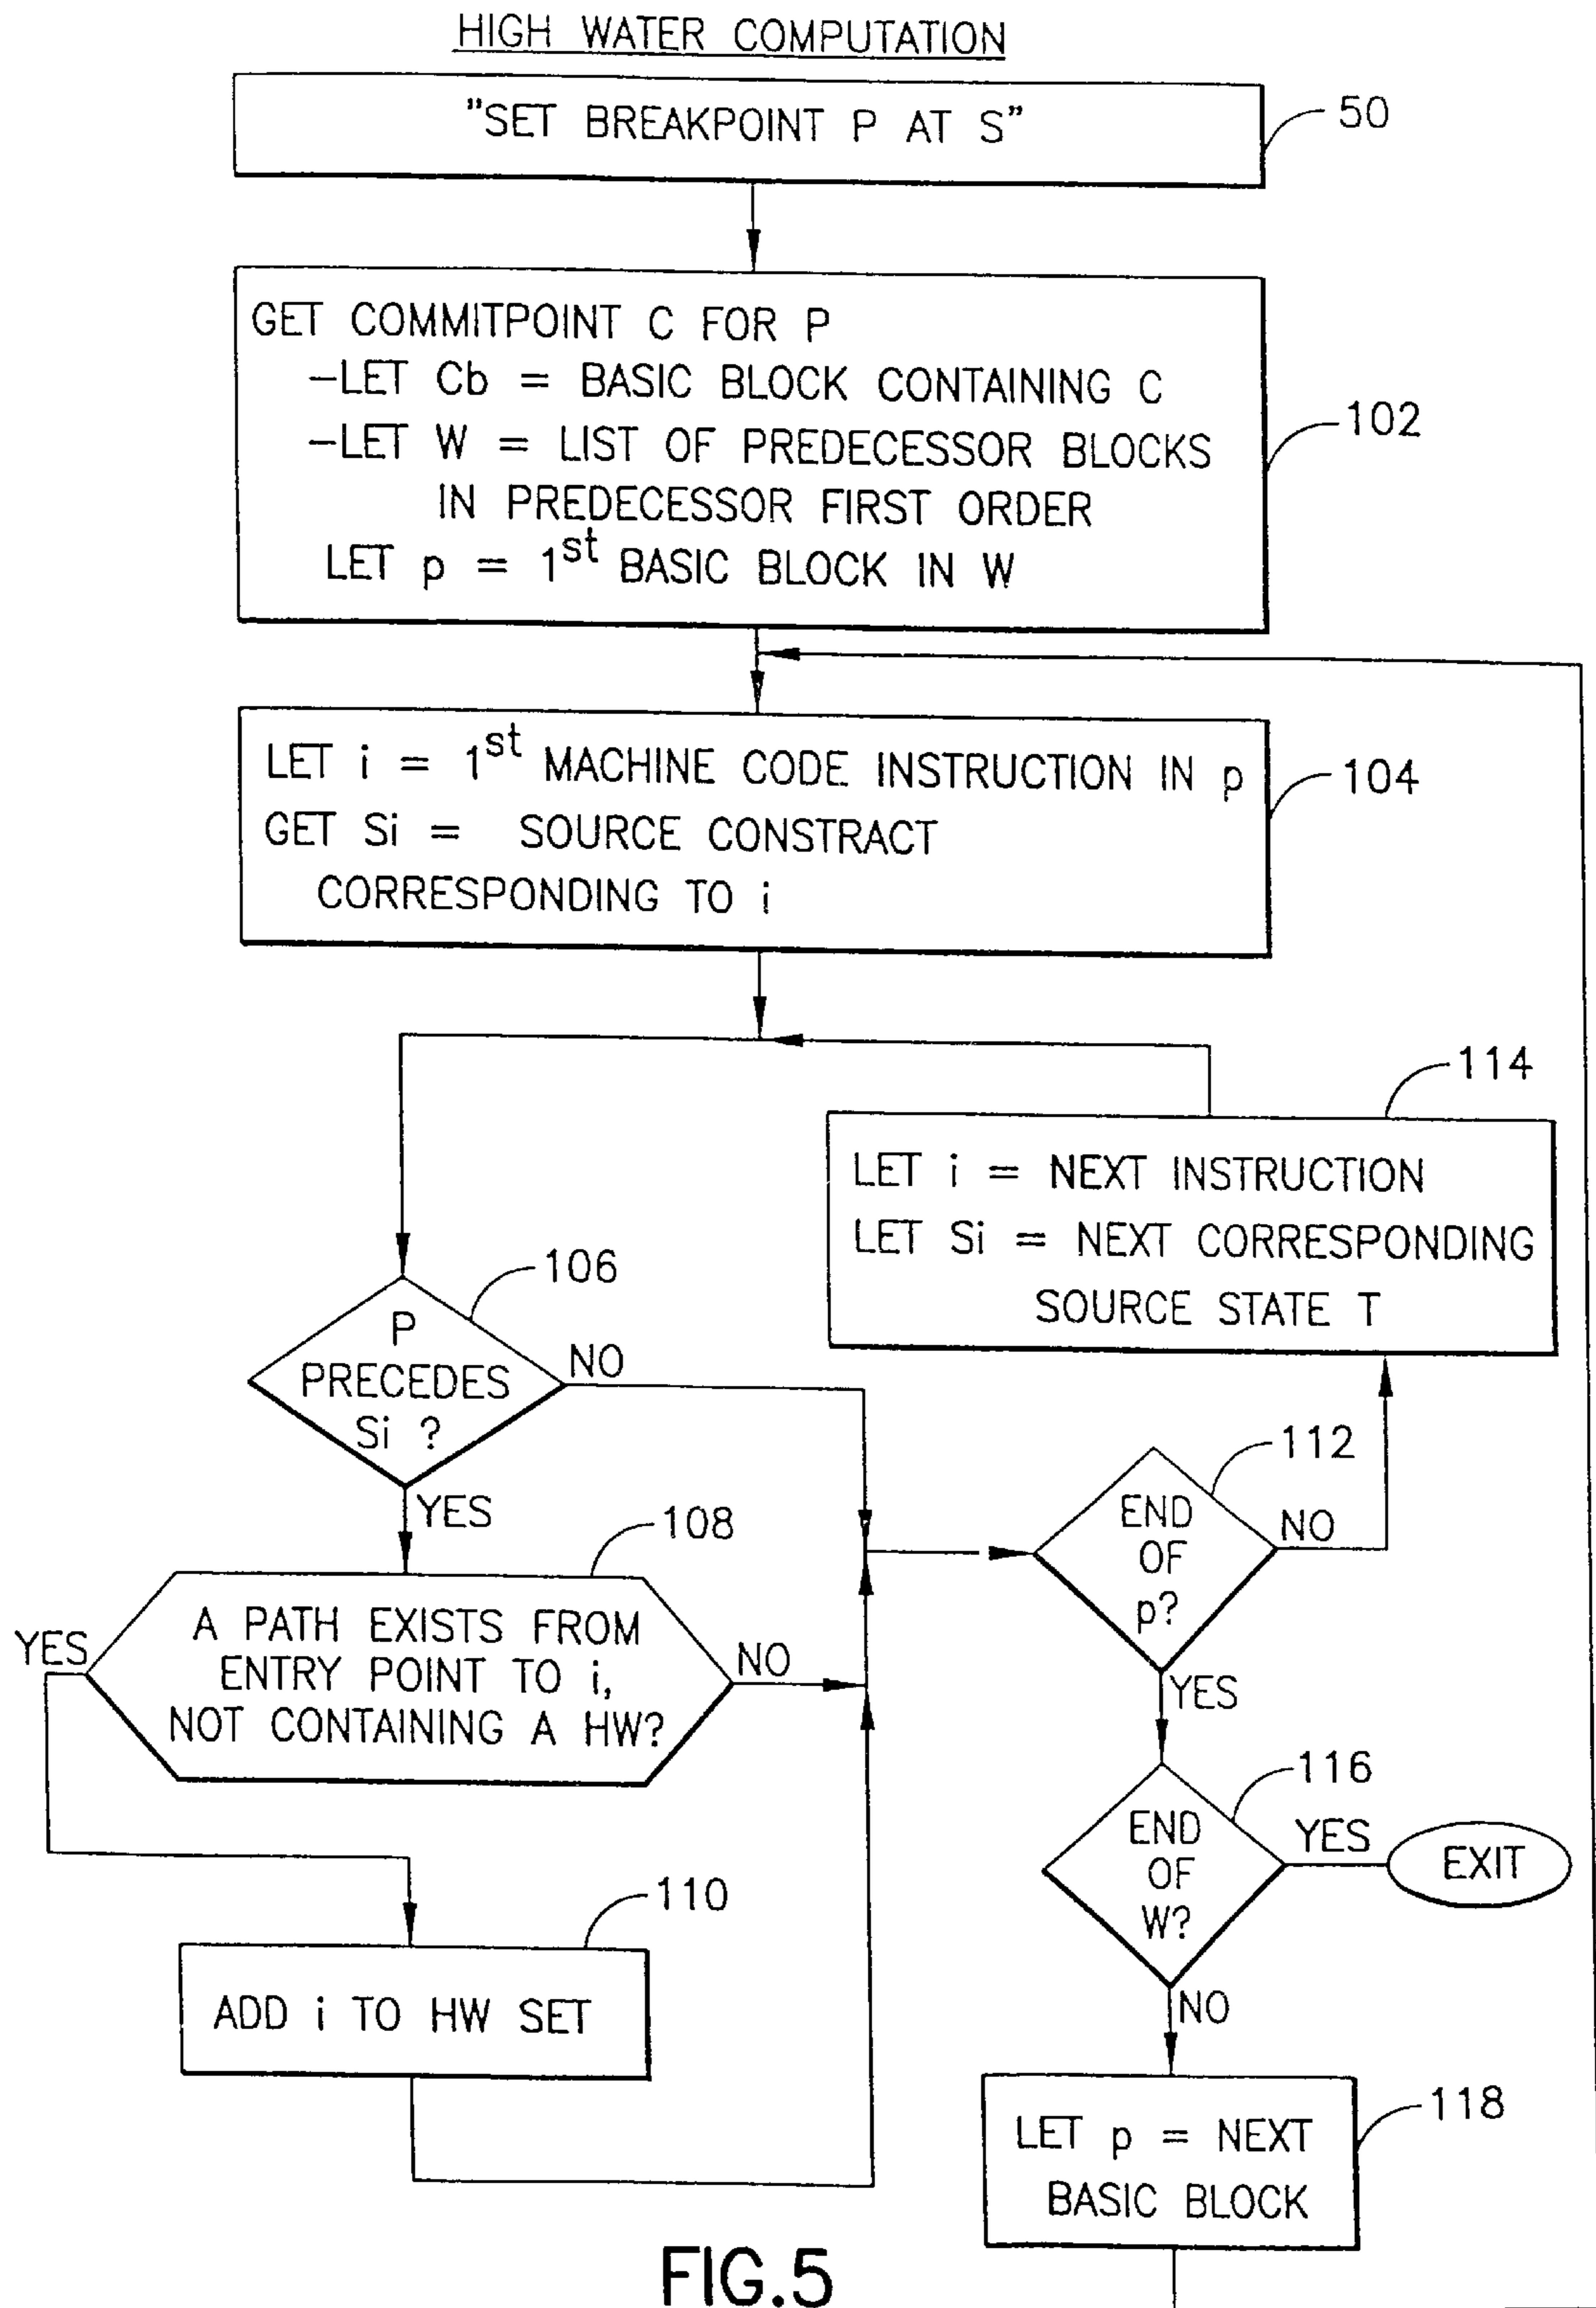 HIGH WATER COMPUTATION
"SET BREAKPOINT P AT S"
50
GET COMMITPOINT C FOR P
-LET Cb = BASIC BLOCK CONTAINING C
-LET W = LIST OF PREDECESSOR BLOCKS
IN PREDECESSOR FIRST ORDER
LET p = 1st BASIC BLOCK IN W
102
LET i = 1st MACHINE CODE INSTRUCTION IN p
GET Si = SOURCE CONSTRACT
CORRESPONDING TO i
104
114
LET i = NEXT INSTRUCTION
LET Si = NEXT CORRESPONDING
SOURCE STATE T
106
P
PRECEDES
Si ?
NO
YES
108
A PATH EXISTS FROM
ENTRY POINT TO i,
NOT CONTAINING A HW?
YES
NO
112
END
OF
p?
NO
YES
116
END
OF
W?
YES
EXIT
NO
110
ADD i TO HW SET
118
LET p = NEXT
BASIC BLOCK
FIG.5